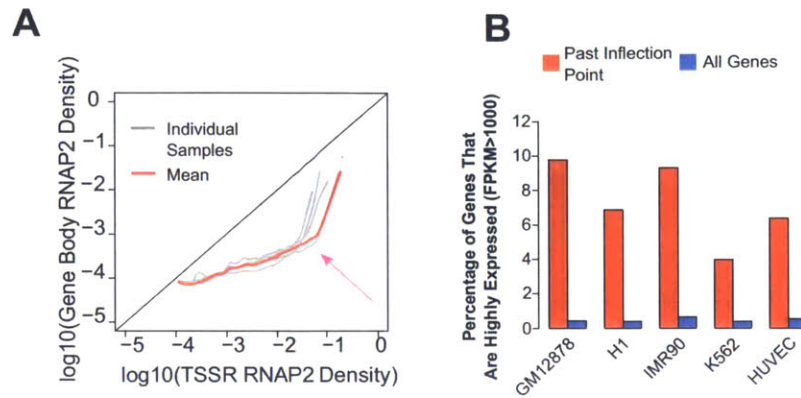 A
log10(Gene Body RNAP2 Density)
0
−1
−2
−3
−4
−5
Individual
Samples
Mean
−5 −4 −3 −2 −1 0
log10(TSSR RNAP2 Density)
B
Past Inflection
Point
All Genes
Percentage of Genes That
Are Highly Expressed (FPKM>1000)
12
10
8
6
4
2
0
GM12878
H1
IMR90
K562
HUVEC